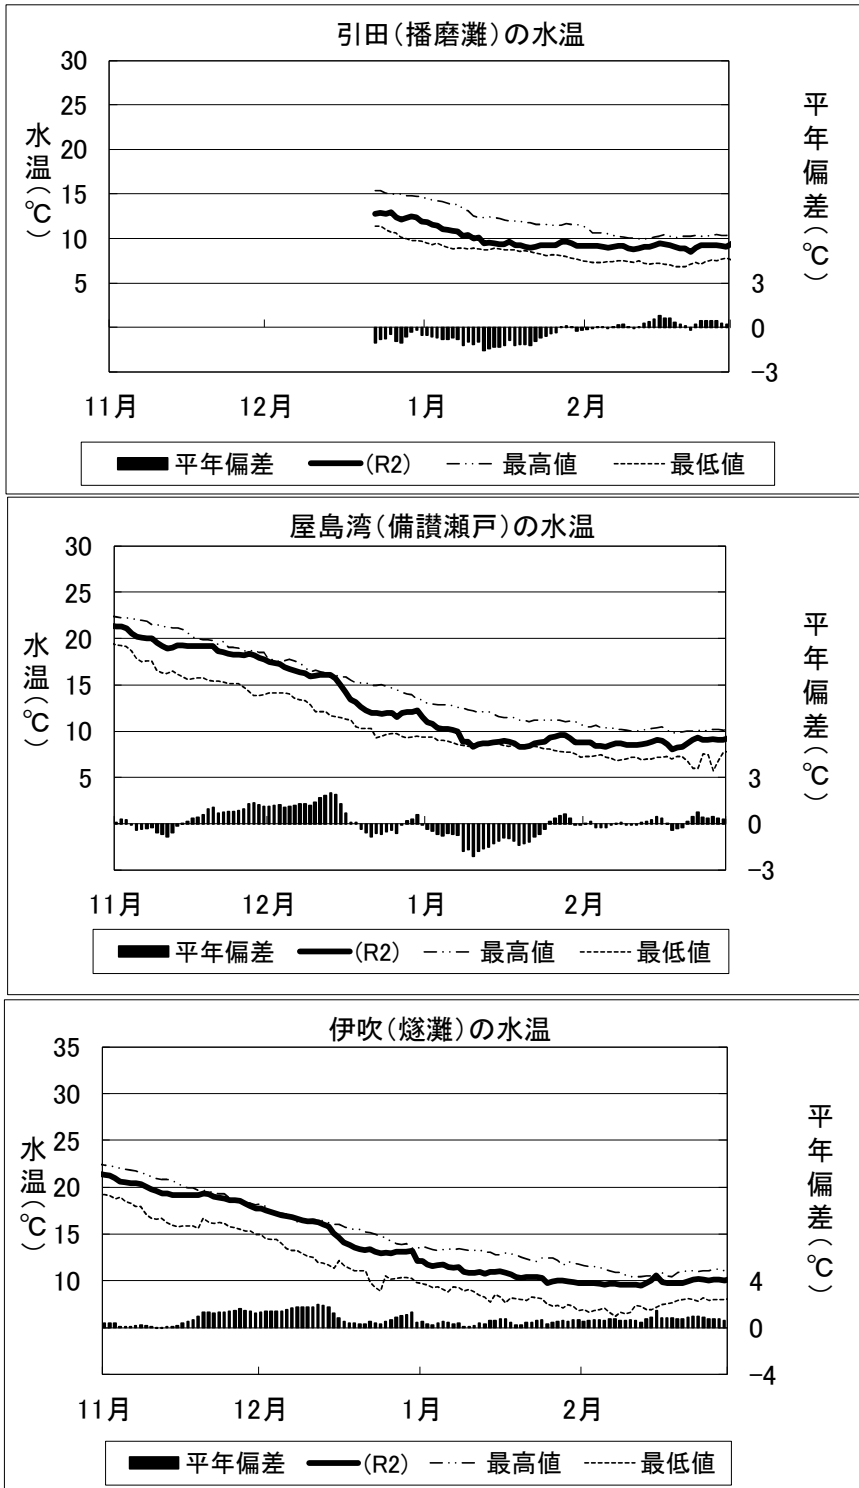 引田(播磨灘)の水温
30
25
20
15
10
5
水温(℃)
平年偏差(℃)
3
0
−3
11月 12月 1月 2月
平年偏差 (R2) 最高値 最低値
屋島湾(備讃瀬戸)の水温
30
25
20
15
10
5
水温(℃)
平年偏差(℃)
3
0
−3
11月 12月 1月 2月
平年偏差 (R2) 最高値 最低値
伊吹(燧灘)の水温
35
30
25
20
15
10
水温(℃)
平年偏差(℃)
4
0
−4
11月 12月 1月 2月
平年偏差 (R2) 最高値 最低値